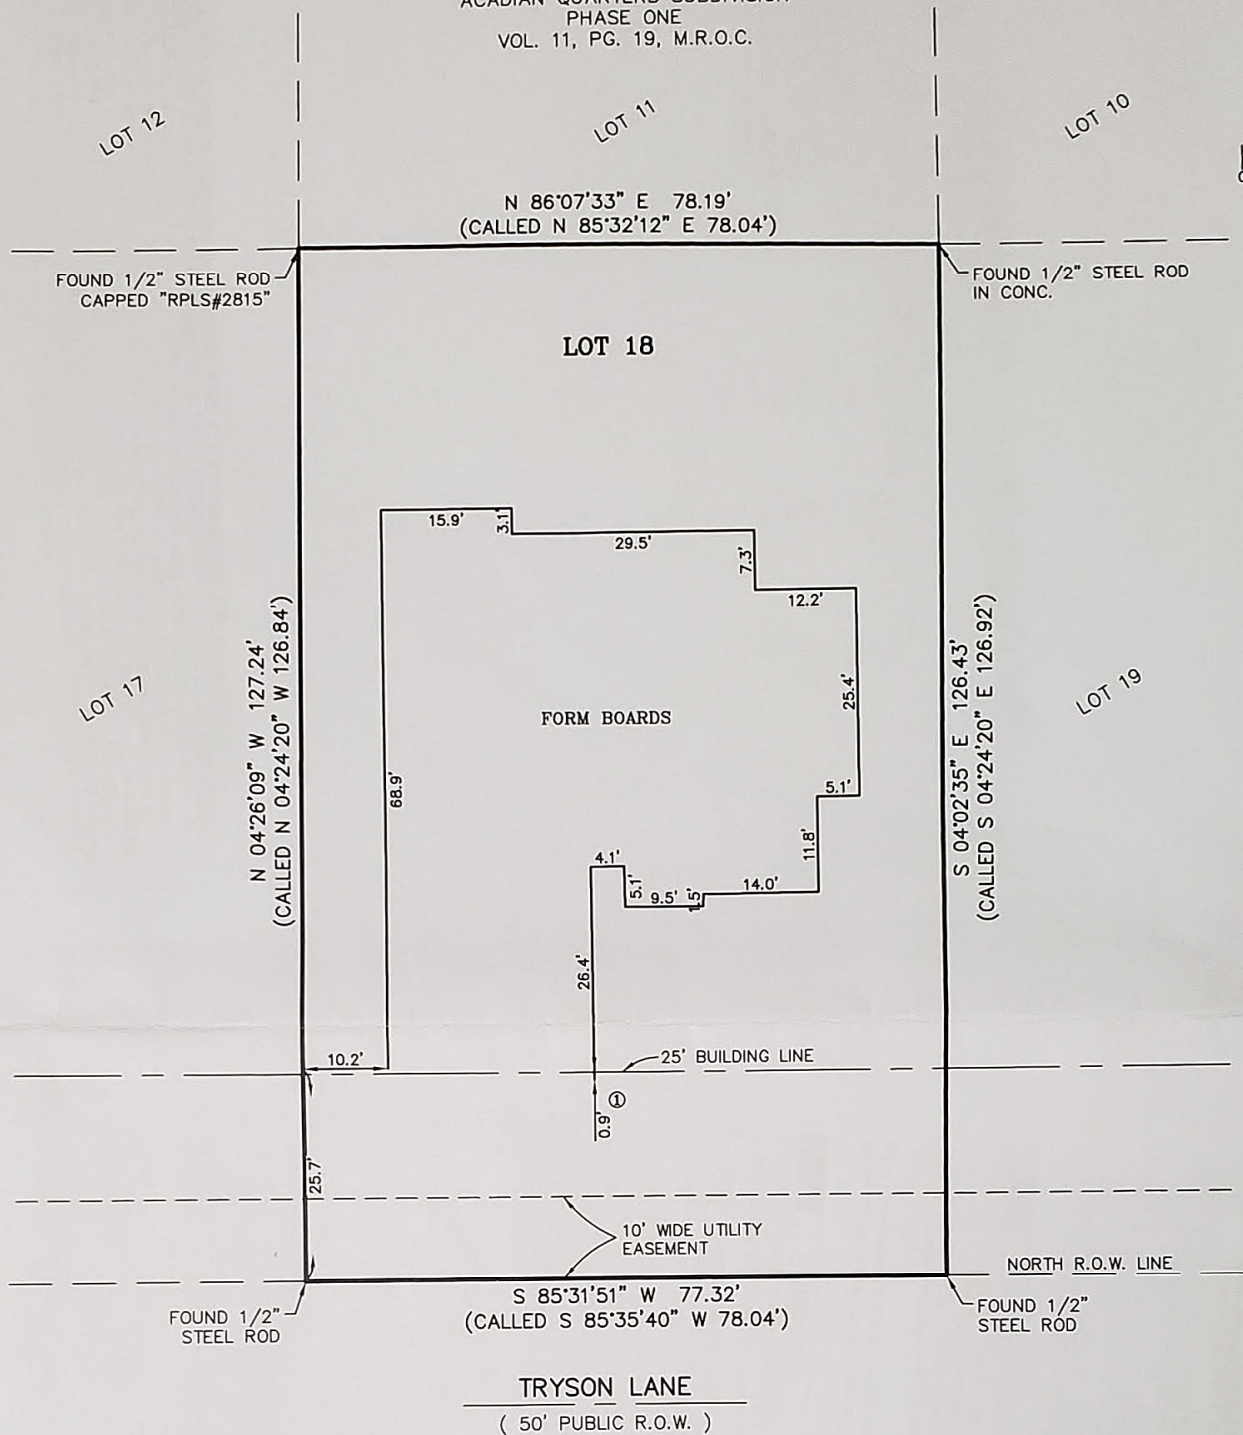 ACADIAN QUARTERS SUBDIVISION
PHASE ONE
VOL. 11, PG. 19, M.R.O.C.
LOT 12
LOT 11
LOT 10
N 86°07'33" E 78.19'
(CALLED N 85°32'12" E 78.04')
FOUND 1/2" STEEL ROD
CAPPED "RPLS#2815"
FOUND 1/2" STEEL ROD
IN CONC.
LOT 18
15.9'
3.1'
29.5'
7.3'
12.2'
N 04°26'09" W 127.24'
(CALLED N 04°24'20" W 126.84')
S 04°02'35" E 126.43'
(CALLED S 04°24'20" E 126.92')
LOT 17
LOT 19
FORM BOARDS
25.4'
68.9'
5.1'
11.8'
4.1'
5.1'
9.5'
1.5'
14.0'
26.4'
10.2'
25' BUILDING LINE
0.9'
①
25.7'
10' WIDE UTILITY
EASEMENT
NORTH R.O.W. LINE
S 85°31'51" W 77.32'
(CALLED S 85°35'40" W 78.04')
FOUND 1/2"
STEEL ROD
FOUND 1/2"
STEEL ROD
TRYSON LANE
( 50' PUBLIC R.O.W. )